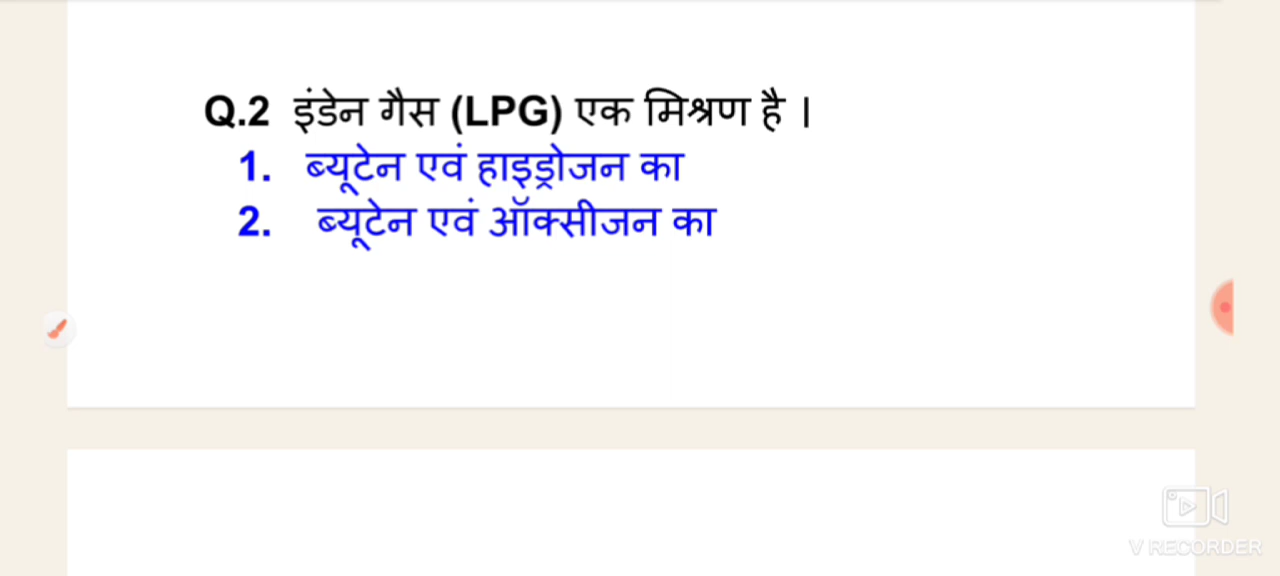 Q.2 इंडेन गैस (LPG) एक मिश्रण है ।
1. ब्यूटेन एवं हाइड्रोजन का
2. ब्यूटेन एवं ऑक्सीजन का
V RECORDER